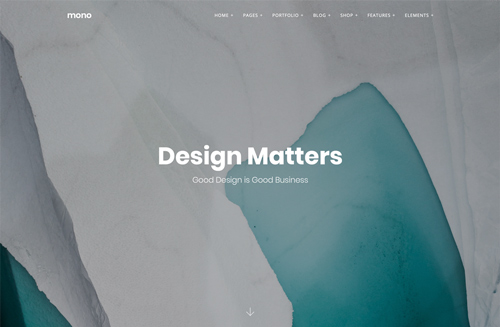 mono
HOME + PAGES + PORTFOLIO + BLOG + SHOP + FEATURES + ELEMENTS +
Design Matters
Good Design is Good Business